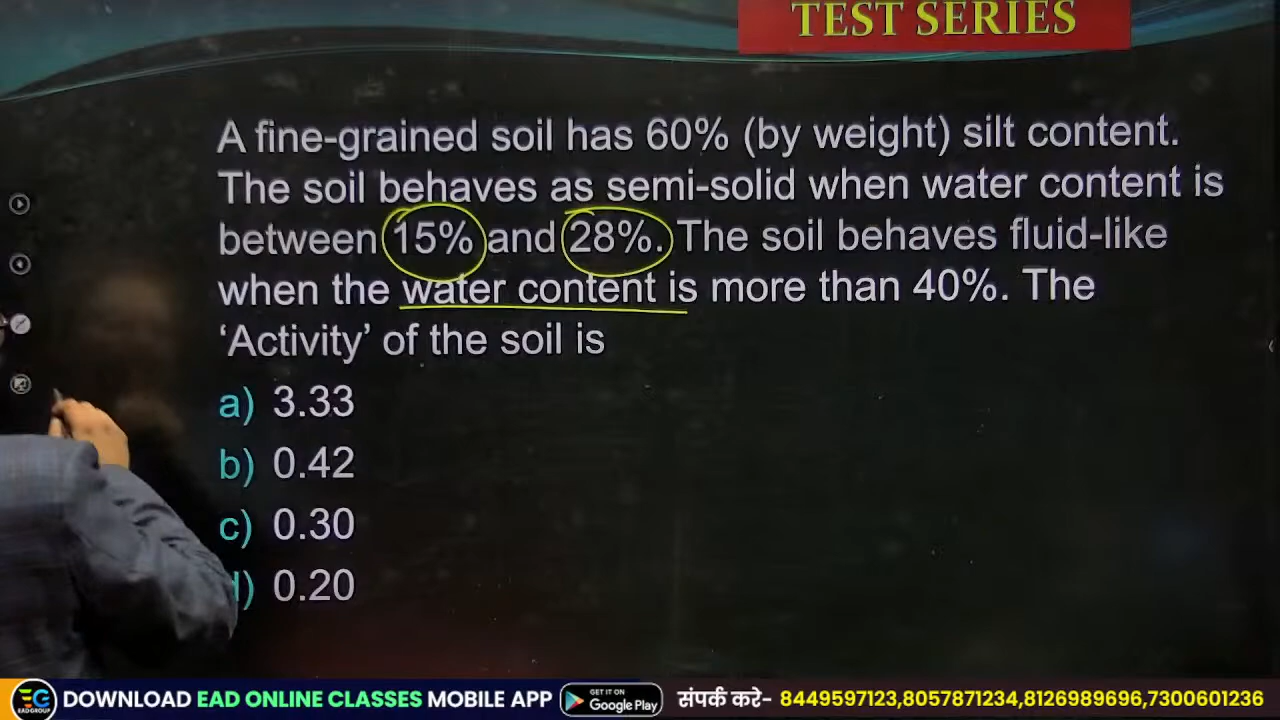 TEST SERIES
A fine-grained soil has 60% (by weight) silt content.
The soil behaves as semi-solid when water content is
between 15% and 28%. The soil behaves fluid-like
when the water content is more than 40%. The
‘Activity’ of the soil is
a) 3.33
b) 0.42
c) 0.30
d) 0.20
EG EAD GROUP DOWNLOAD EAD ONLINE CLASSES MOBILE APP GET IT ON Google Play संपर्क करे- 8449597123,8057871234,8126989696,7300601236